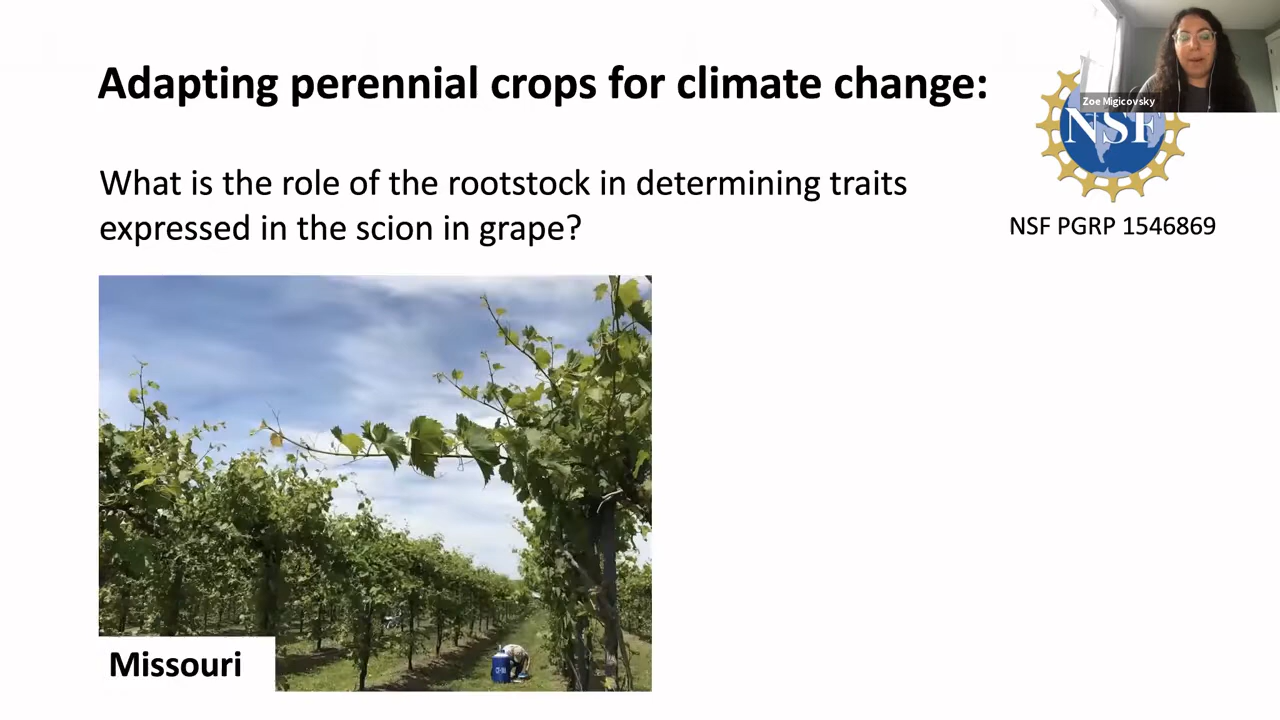 Adapting perennial crops for climate change:
Zoe Migicovsky
NSF
What is the role of the rootstock in determining traits
expressed in the scion in grape?
NSF PGRP 1546869
Missouri